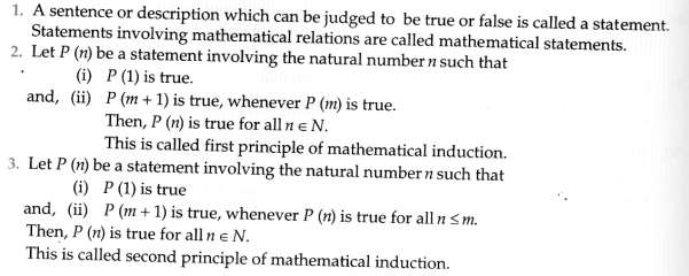 1. A sentence or description which can be judged to be true or false is called a statement.
Statements involving mathematical relations are called mathematical statements.
2. Let P (n) be a statement involving the natural number n such that
(i) P (1) is true.
and, (ii) P (m + 1) is true, whenever P (m) is true.
Then, P (n) is true for all n ∈ N.
This is called first principle of mathematical induction.
3. Let P (n) be a statement involving the natural number n such that
(i) P (1) is true
and, (ii) P (m + 1) is true, whenever P (n) is true for all n ≤ m.
Then, P (n) is true for all n ∈ N.
This is called second principle of mathematical induction.